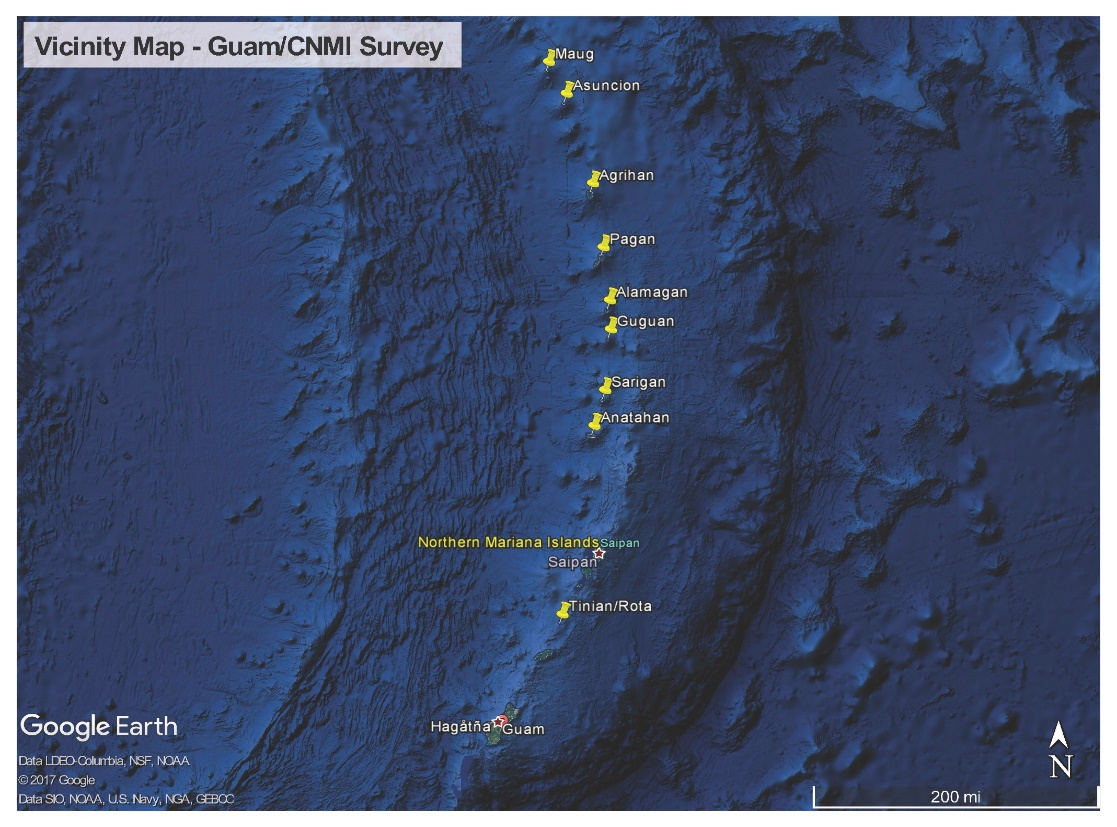 Vicinity Map - Guam/CNMI Survey
Maug
Asuncion
Agrihan
Pagan
Alamagan
Guguan
Sarigan
Anatahan
Northern Mariana Islands
Saipan
Saipan
Tinian/Rota
Hagåtña
Guam
Google Earth
Data LDEO-Columbia, NSF, NOAA
© 2017 Google
Data SIO, NOAA, U.S. Navy, NGA, GEBCO
N
200 mi